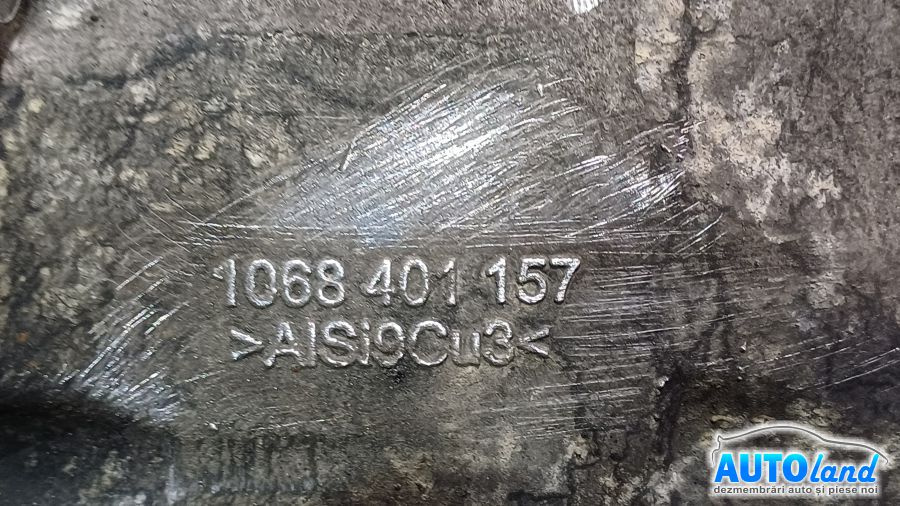 1068 401 157
>AlSi9Cu3<
AUTOland
dezmembrări auto și piese noi